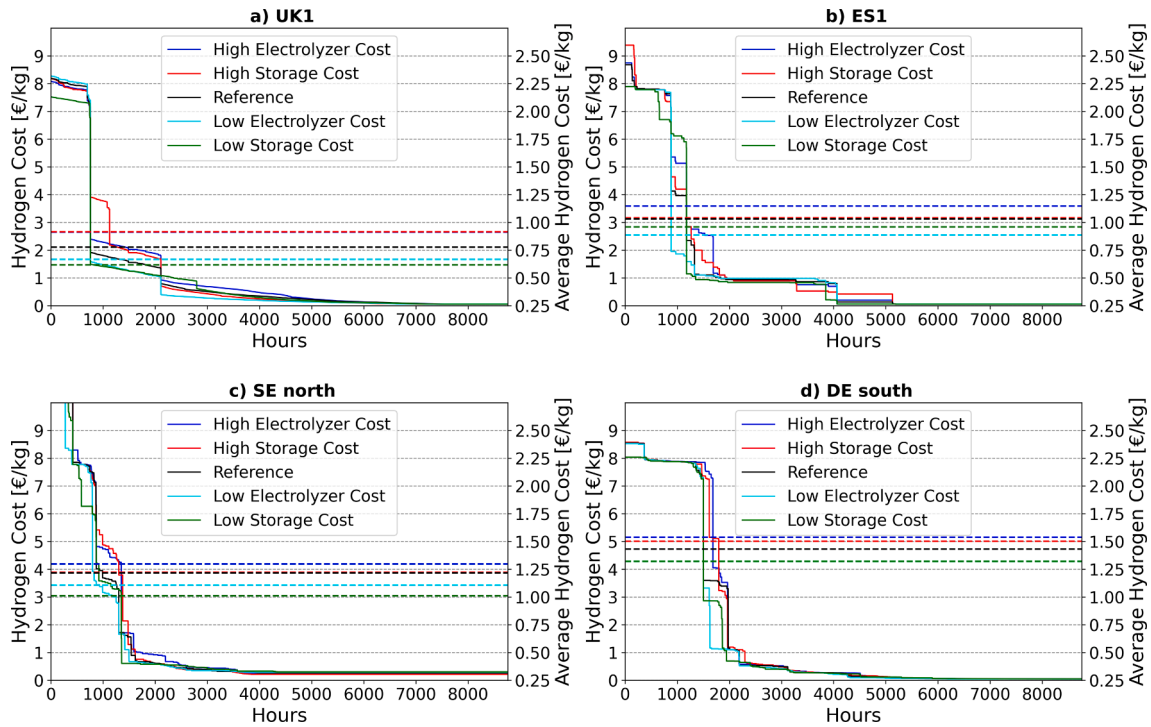 a) UK1
Hydrogen Cost [€/kg]
9
8
7
6
5
4
3
2
1
0
High Electrolyzer Cost
High Storage Cost
Reference
Low Electrolyzer Cost
Low Storage Cost
2.50
2.25
2.00
1.75
1.50
1.25
1.00
0.75
0.50
0.25
Average Hydrogen Cost [€/kg]
0 1000 2000 3000 4000 5000 6000 7000 8000
Hours
b) ES1
Hydrogen Cost [€/kg]
9
8
7
6
5
4
3
2
1
0
High Electrolyzer Cost
High Storage Cost
Reference
Low Electrolyzer Cost
Low Storage Cost
2.50
2.25
2.00
1.75
1.50
1.25
1.00
0.75
0.50
0.25
Average Hydrogen Cost [€/kg]
0 1000 2000 3000 4000 5000 6000 7000 8000
Hours
c) SE north
Hydrogen Cost [€/kg]
9
8
7
6
5
4
3
2
1
0
High Electrolyzer Cost
High Storage Cost
Reference
Low Electrolyzer Cost
Low Storage Cost
2.50
2.25
2.00
1.75
1.50
1.25
1.00
0.75
0.50
0.25
Average Hydrogen Cost [€/kg]
0 1000 2000 3000 4000 5000 6000 7000 8000
Hours
d) DE south
Hydrogen Cost [€/kg]
9
8
7
6
5
4
3
2
1
0
High Electrolyzer Cost
High Storage Cost
Reference
Low Electrolyzer Cost
Low Storage Cost
2.50
2.25
2.00
1.75
1.50
1.25
1.00
0.75
0.50
0.25
Average Hydrogen Cost [€/kg]
0 1000 2000 3000 4000 5000 6000 7000 8000
Hours